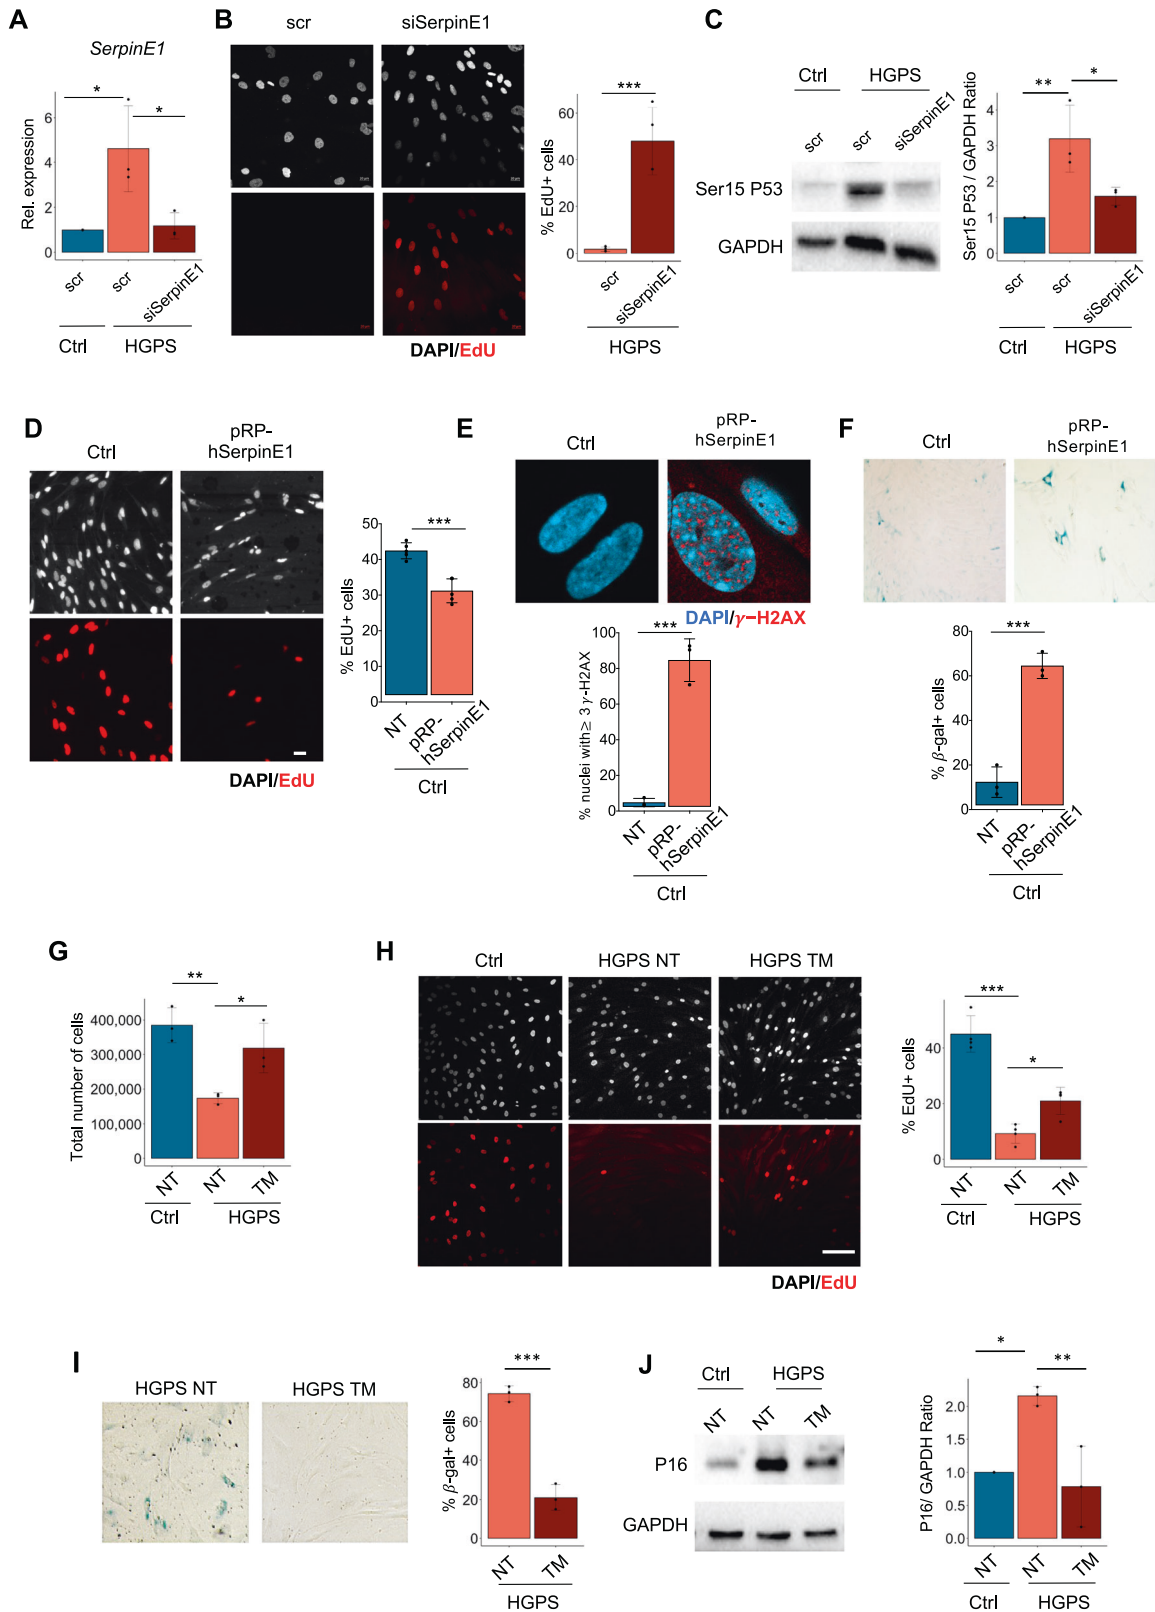 A
SerpinE1
*
*
Rel. expression
6
4
2
0
scr
scr
siSerpinE1
Ctrl
HGPS
B
scr
siSerpinE1
DAPI/EdU
***
% EdU+ cells
60
40
20
0
scr
siSerpinE1
HGPS
C
Ctrl
HGPS
scr
scr
siSerpinE1
Ser15 P53
GAPDH
**
*
Ser15 P53 / GAPDH Ratio
4
3
2
1
0
scr
scr
siSerpinE1
Ctrl
HGPS
D
Ctrl
pRP-
hSerpinE1
DAPI/EdU
***
% EdU+ cells
50
40
30
20
10
0
NT
pRP-
hSerpinE1
Ctrl
E
Ctrl
pRP-
hSerpinE1
DAPI/γ−H2AX
***
% nuclei with ≥ 3 γ-H2AX
100
80
60
40
20
0
NT
pRP-
hSerpinE1
Ctrl
F
Ctrl
pRP-
hSerpinE1
***
% β-gal+ cells
80
60
40
20
0
NT
pRP-
hSerpinE1
Ctrl
G
**
*
Total number of cells
400,000
300,000
200,000
100,000
0
NT
NT
TM
Ctrl
HGPS
H
Ctrl
HGPS NT
HGPS TM
DAPI/EdU
***
*
% EdU+ cells
40
20
0
NT
NT
TM
Ctrl
HGPS
I
HGPS NT
HGPS TM
***
% β-gal+ cells
80
60
40
20
0
NT
TM
HGPS
J
Ctrl
HGPS
NT
NT
TM
P16
GAPDH
*
**
P16/ GAPDH Ratio
2.0
1.5
1.0
0.5
0.0
NT
NT
TM
Ctrl
HGPS